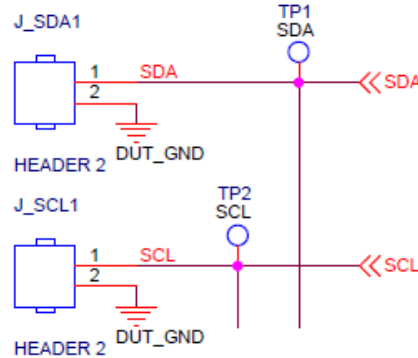 J_SDA1
TP1
SDA
1
SDA
SDA
2
HEADER 2
DUT_GND
J_SCL1
TP2
SCL
1
SCL
SCL
2
HEADER 2
DUT_GND